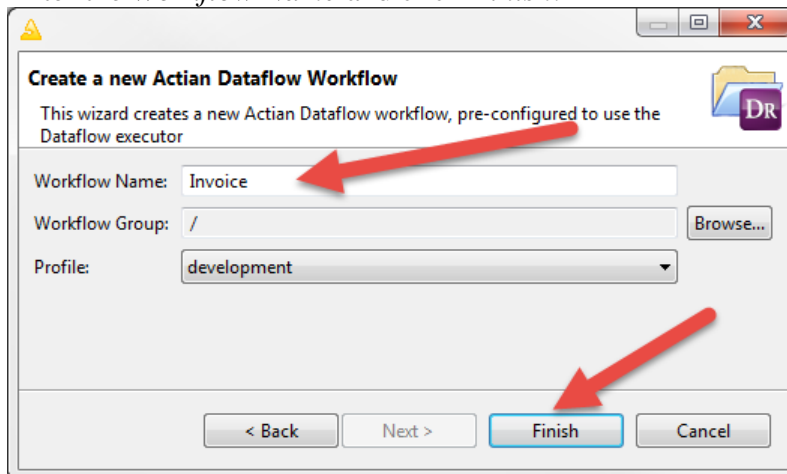 Create a new Actian Dataflow Workflow
This wizard creates a new Actian Dataflow workflow, pre-configured to use the
Dataflow executor
DR
Workflow Name: Invoice
Workflow Group: / Browse...
Profile: development
< Back Next > Finish Cancel